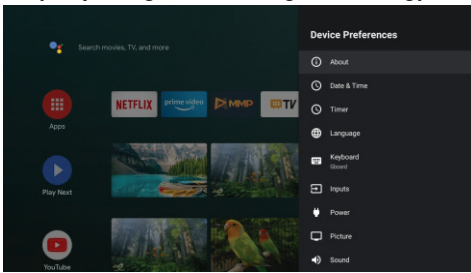 Search movies, TV, and more
Apps
NETFLIX
prime video
MMP
TV
Play Next
YouTube
Device Preferences
About
Date & Time
Timer
Language
Keyboard
Gboard
Inputs
Power
Picture
Sound